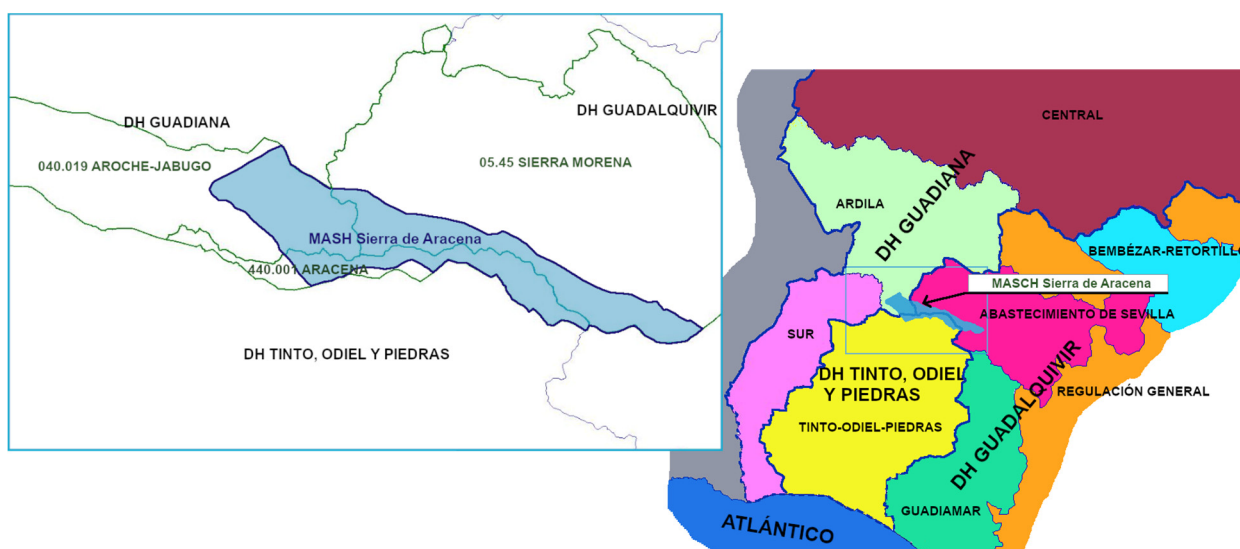 DH GUADIANA
DH GUADALQUIVIR
040.019 AROCHE-JABUGO
05.45 SIERRA MORENA
MASH Sierra de Aracena
440.001 ARACENA
DH TINTO, ODIEL Y PIEDRAS
CENTRAL
ARDILA
DH GUADIANA
BEMBÉZAR-RETORTILLO
MASCH Sierra de Aracena
ABASTECIMIENTO DE SEVILLA
SUR
DH TINTO, ODIEL
Y PIEDRAS
REGULACIÓN GENERAL
TINTO-ODIEL-PIEDRAS
DH GUADALQUIVIR
GUADIAMAR
ATLÁNTICO